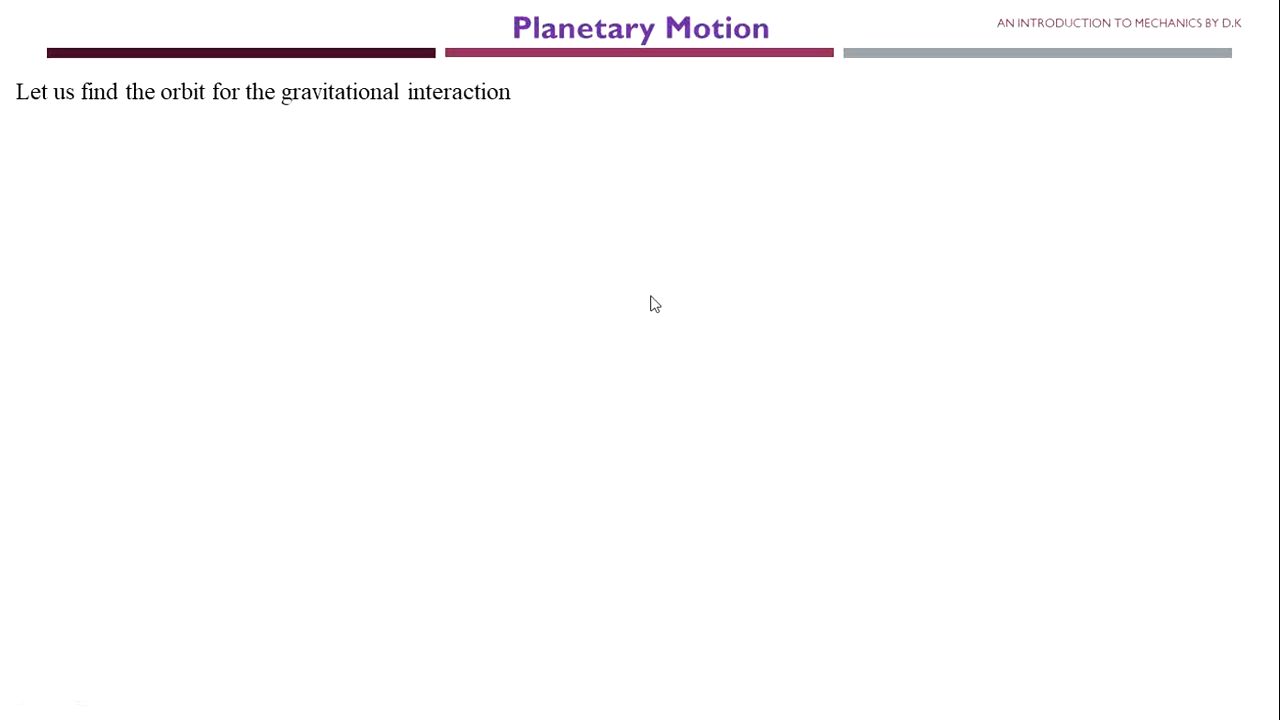 Planetary Motion
AN INTRODUCTION TO MECHANICS BY D.K
Let us find the orbit for the gravitational interaction